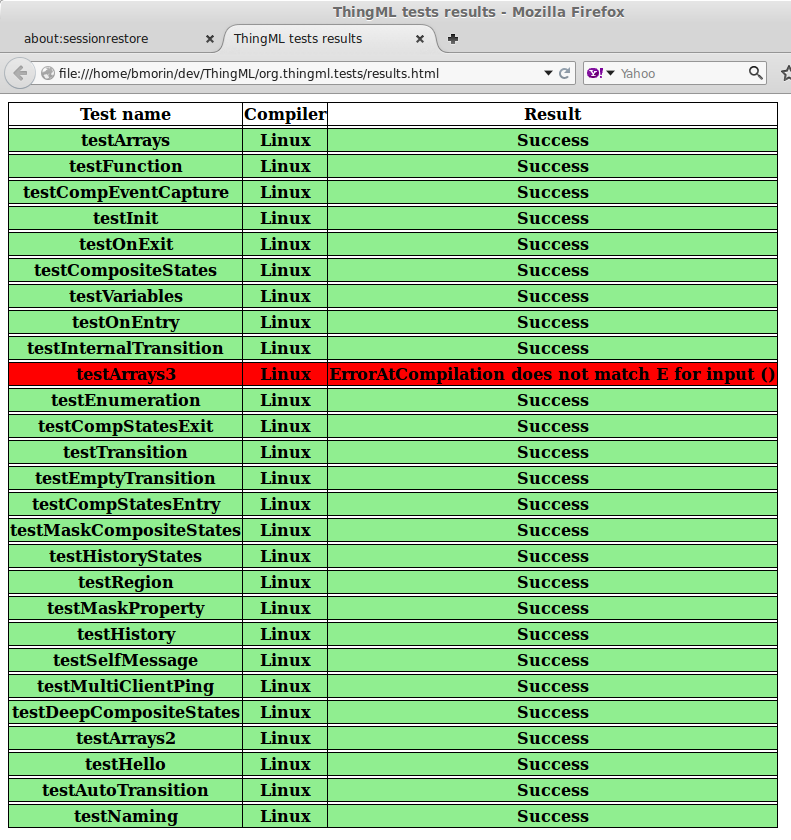 ThingML tests results - Mozilla Firefox
about:sessionrestore × ThingML tests results ×
file:///home/bmorin/dev/ThingML/org.thingml.tests/results.html Yahoo
Test name Compiler Result
testArrays Linux Success
testFunction Linux Success
testCompEventCapture Linux Success
testInit Linux Success
testOnExit Linux Success
testCompositeStates Linux Success
testVariables Linux Success
testOnEntry Linux Success
testInternalTransition Linux Success
testArrays3 Linux ErrorAtCompilation does not match E for input ()
testEnumeration Linux Success
testCompStatesExit Linux Success
testTransition Linux Success
testEmptyTransition Linux Success
testCompStatesEntry Linux Success
testMaskCompositeStates Linux Success
testHistoryStates Linux Success
testRegion Linux Success
testMaskProperty Linux Success
testHistory Linux Success
testSelfMessage Linux Success
testMultiClientPing Linux Success
testDeepCompositeStates Linux Success
testArrays2 Linux Success
testHello Linux Success
testAutoTransition Linux Success
testNaming Linux Success